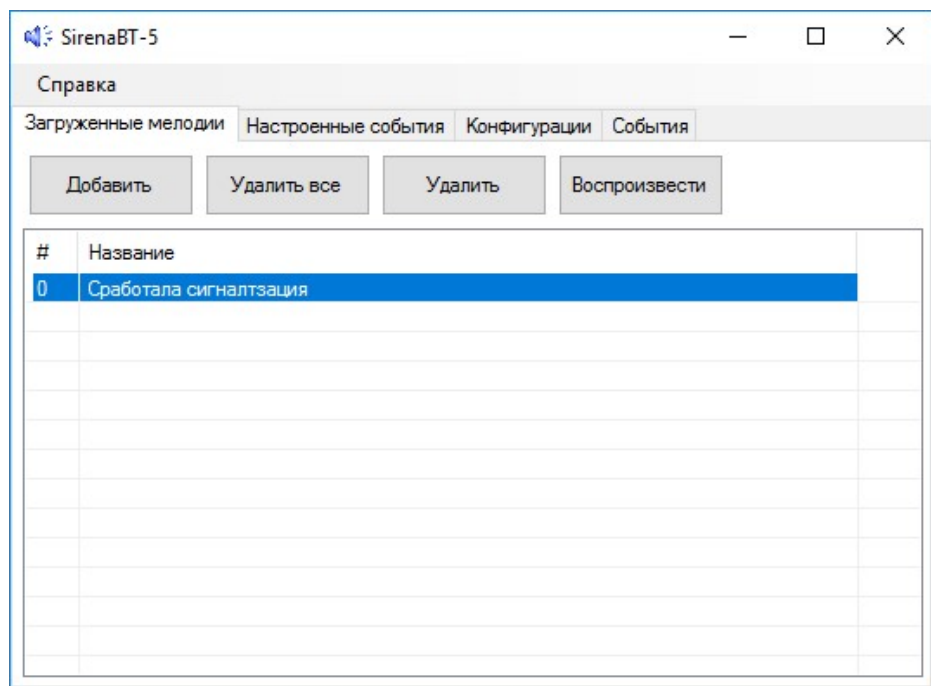 SirenaBT-5
Справка
Загруженные мелодии Настроенные события Конфигурации События
Добавить Удалить все Удалить Воспроизвести
# Название
0 Сработала сигналтзация